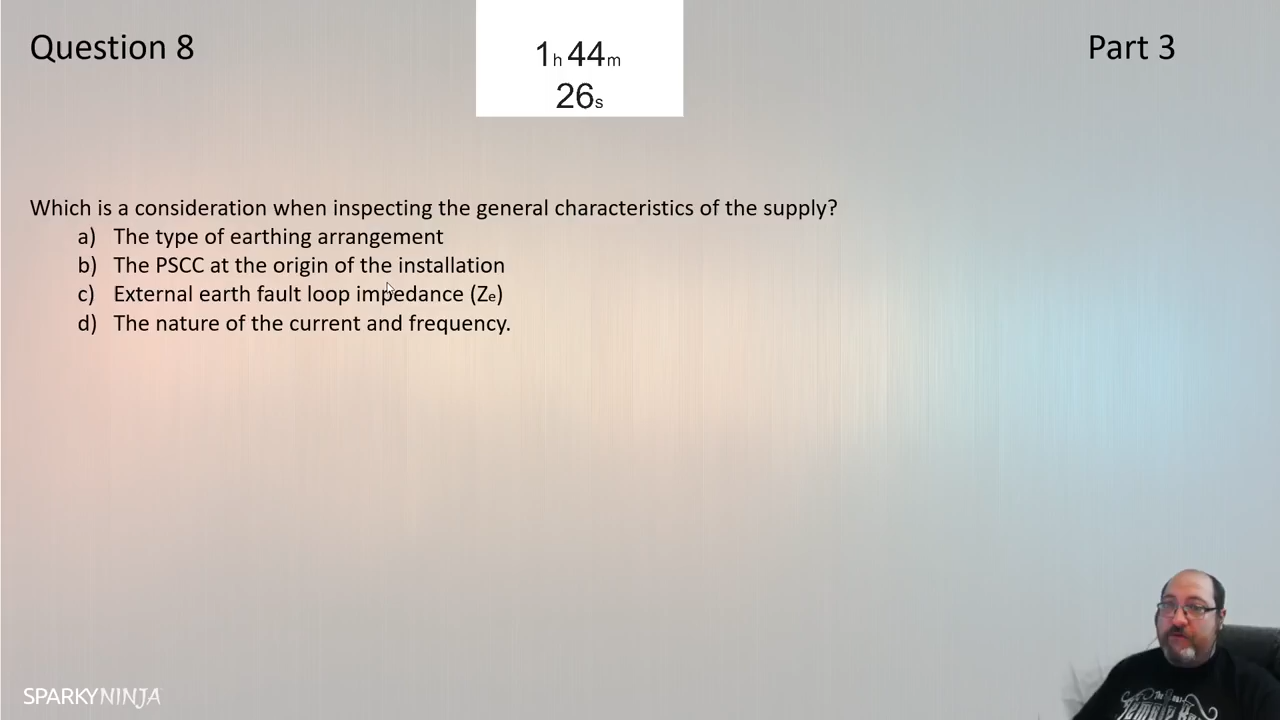 Question 8
1h 44m
26s
Part 3
Which is a consideration when inspecting the general characteristics of the supply?
a) The type of earthing arrangement
b) The PSCC at the origin of the installation
c) External earth fault loop impedance (Ze)
d) The nature of the current and frequency.
SPARKYNINJA